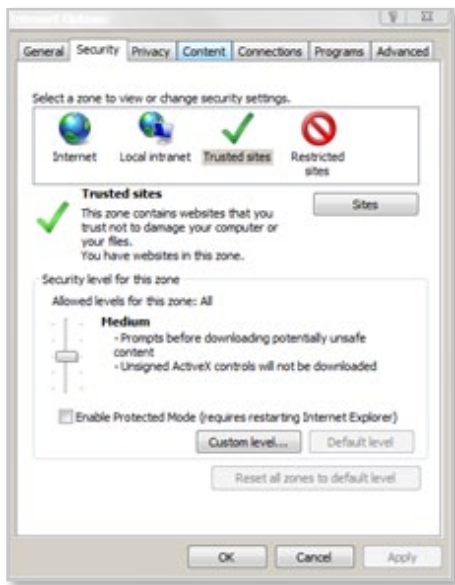 General Security Privacy Content Connections Programs Advanced
Select a zone to view or change security settings.
Internet Local intranet Trusted sites Restricted
sites
Trusted sites
Sites
This zone contains websites that you
trust not to damage your computer or
your files.
You have websites in this zone.
Security level for this zone
Allowed levels for this zone: All
Medium
- Prompts before downloading potentially unsafe
content
- Unsigned ActiveX controls will not be downloaded
Enable Protected Mode (requires restarting Internet Explorer)
Custom level... Default level
Reset all zones to default level
OK Cancel Apply